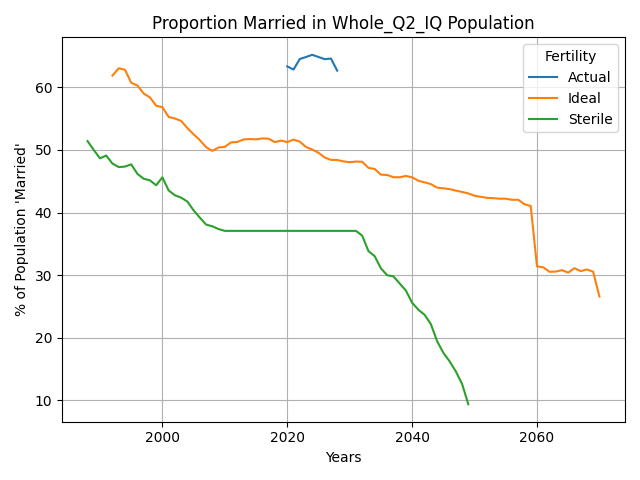 Proportion Married in Whole_Q2_IQ Population
% of Population 'Married'
60
50
40
30
20
10
2000
2020
2040
2060
Years
Fertility
Actual
Ideal
Sterile